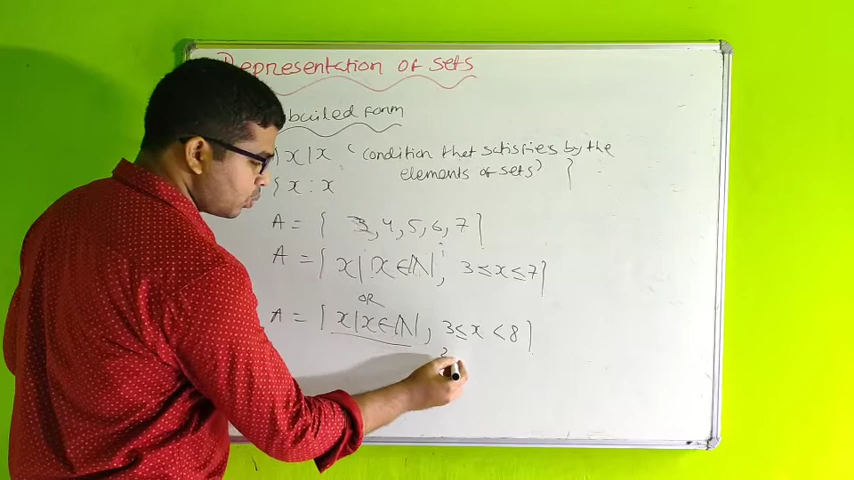 Representation of sets
builed form
x | x ( condition that satisfies by the
elements of sets ) }
{ x : x
A = { 3, 4, 5, 6, 7 }
A = { x | x ∈ ℕ, 3 ≤ x ≤ 7 }
OR
A = { x | x ∈ ℕ, 3 ≤ x < 8 }